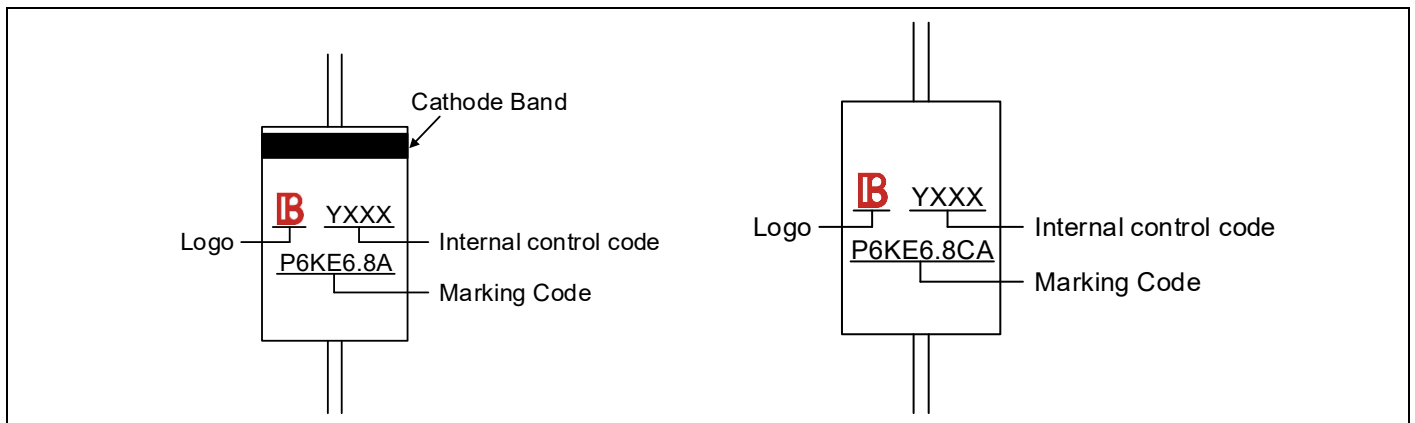 Cathode Band
B YXXX
Logo
Internal control code
P6KE6.8A
Marking Code
B YXXX
Logo
Internal control code
P6KE6.8CA
Marking Code